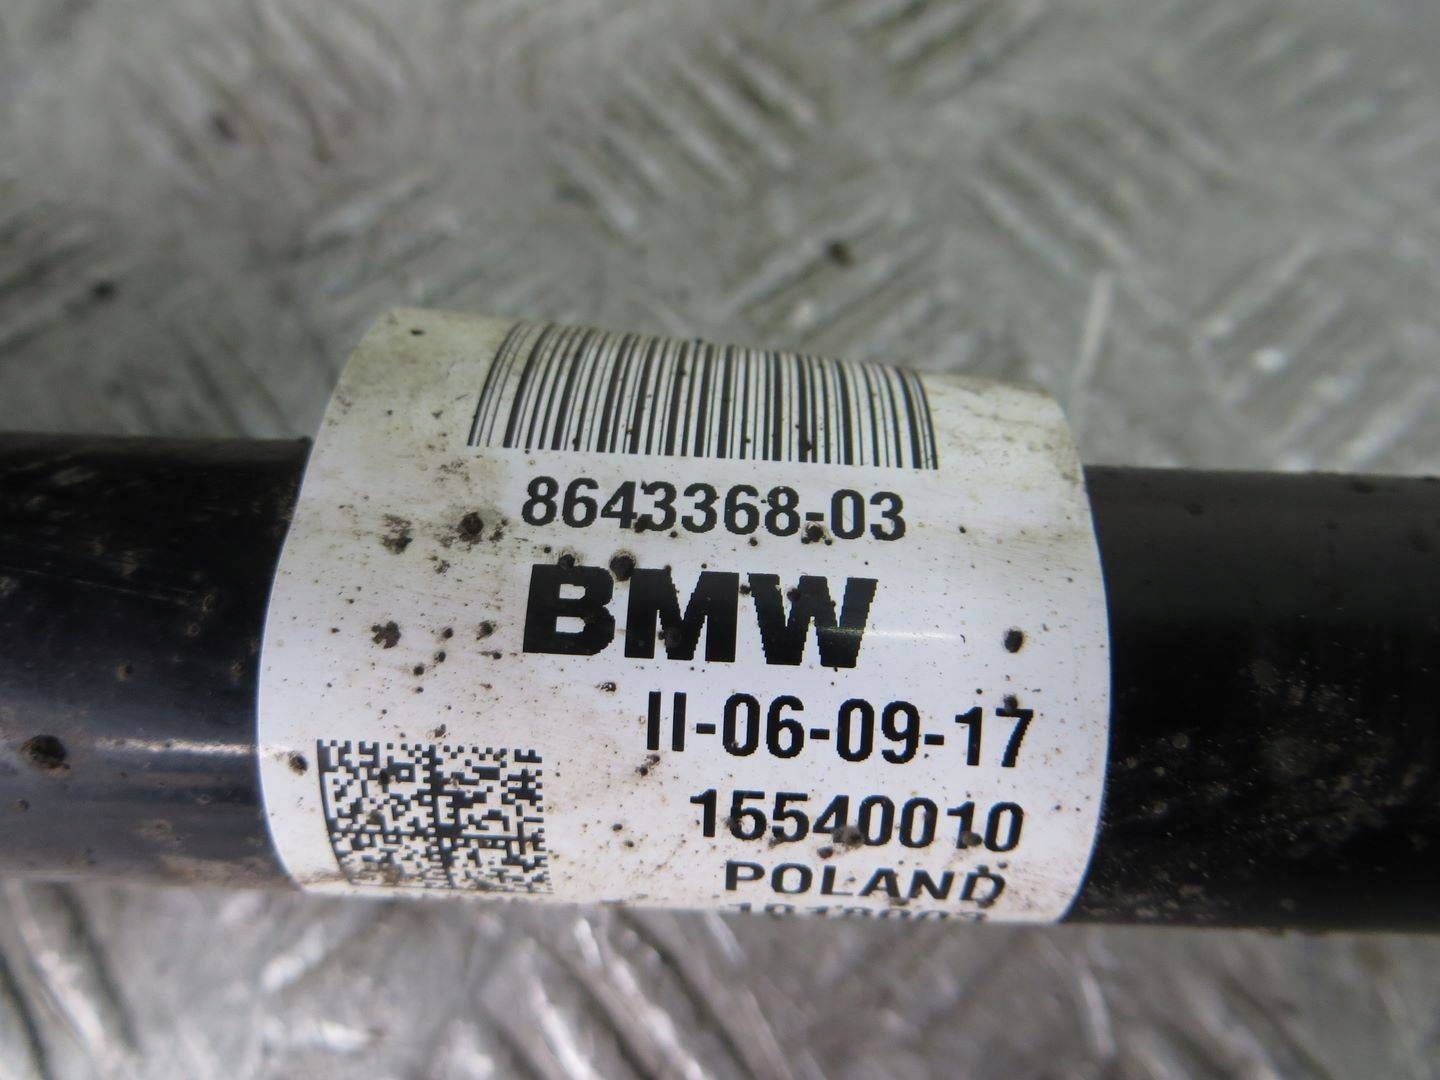 8643368-03
BMW
II-06-09-17
15540010
POLAND